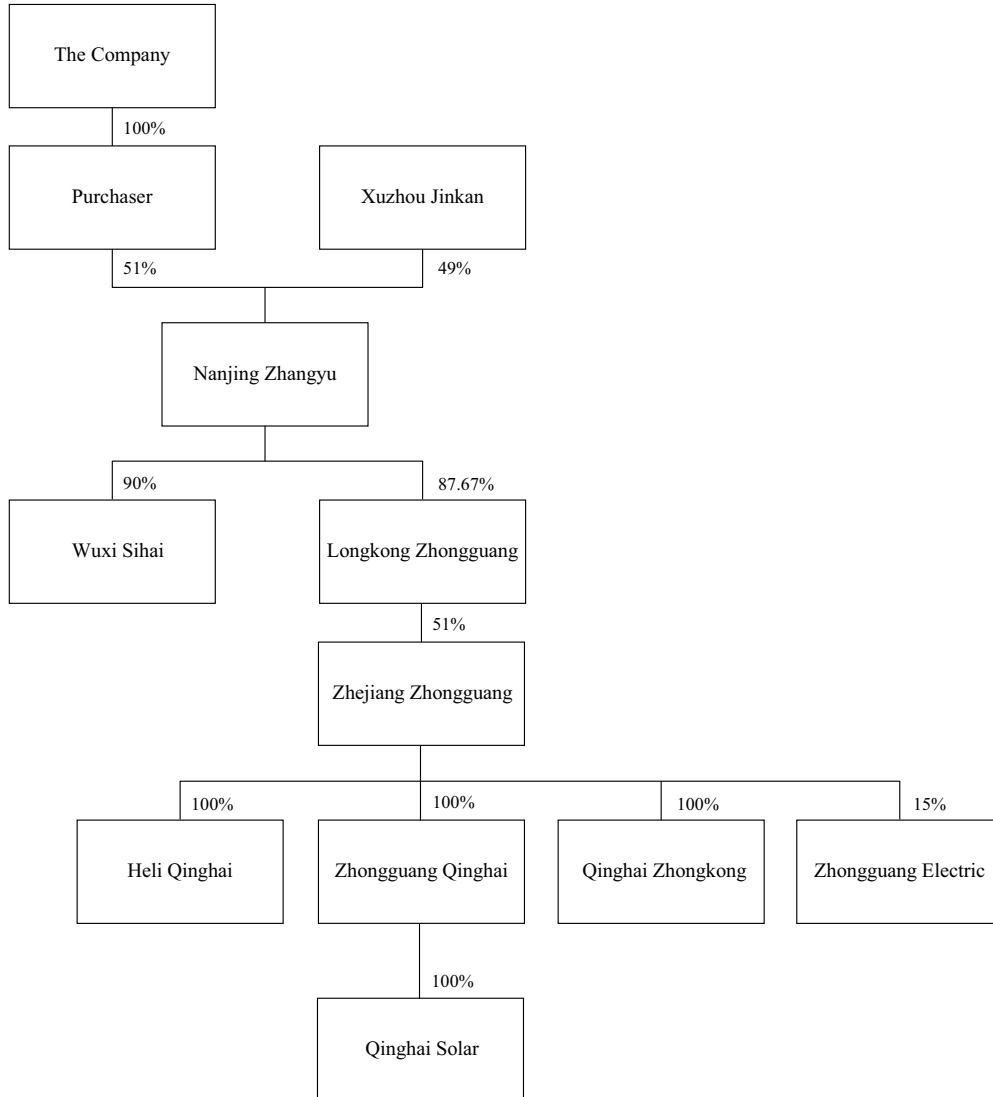 The Company
100%
Purchaser
Xuzhou Jinkan
51%
49%
Nanjing Zhangyu
90%
87.67%
Wuxi Sihai
Longkong Zhongguang
51%
Zhejiang Zhongguang
100%
100%
100%
15%
Heli Qinghai
Zhongguang Qinghai
Qinghai Zhongkong
Zhongguang Electric
100%
Qinghai Solar